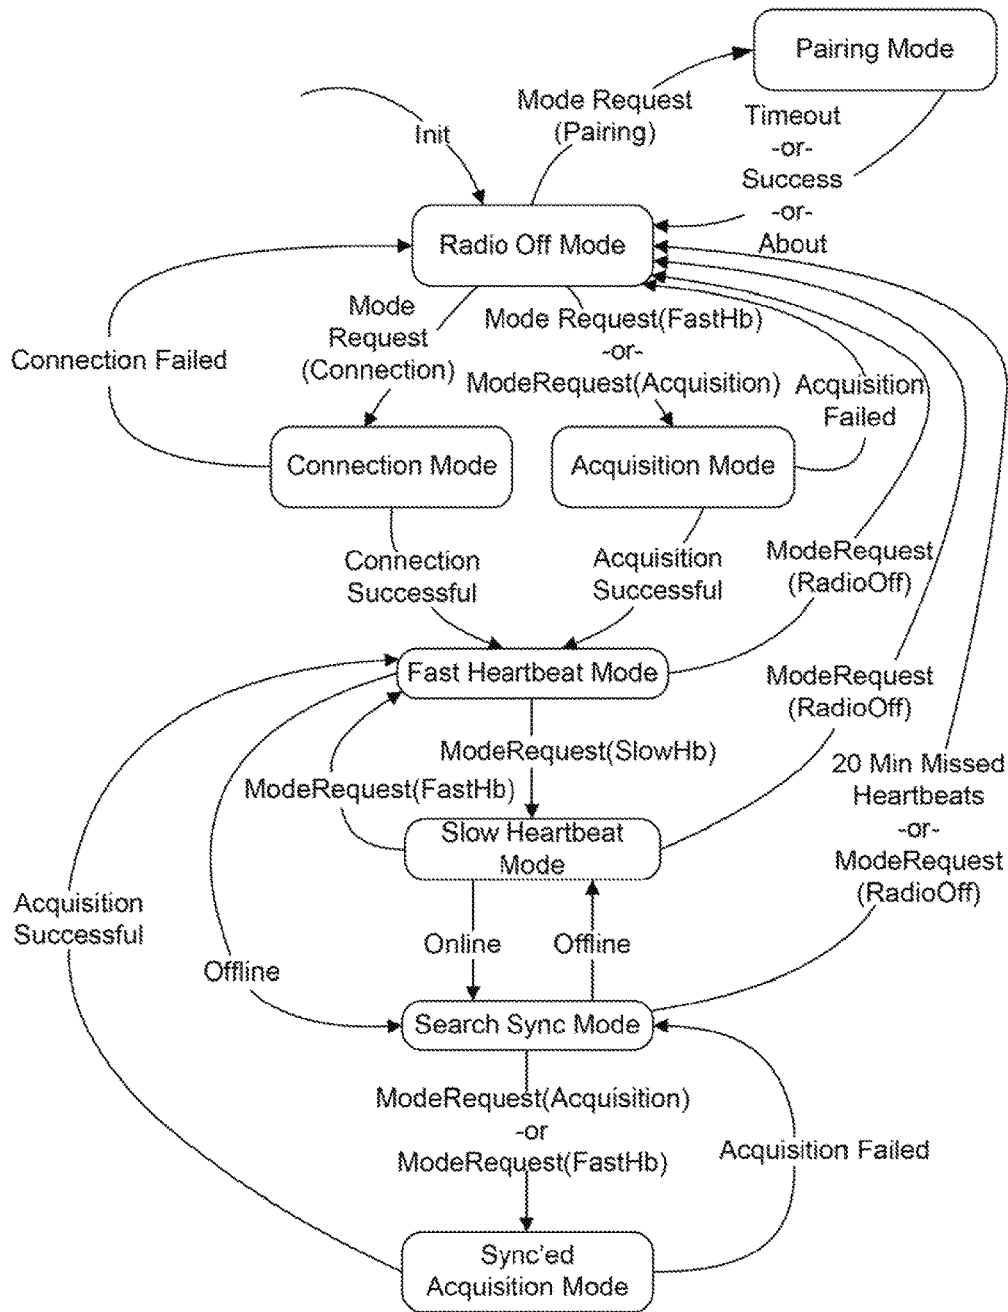 Pairing Mode
Mode Request
(Pairing)
Init
Timeout
-or-
Success
-or-
About
Radio Off Mode
Mode
Request
(Connection)
Mode Request(FastHb)
-or-
ModeRequest(Acquisition)
Connection Failed
Acquisition
Failed
Connection Mode
Acquisition Mode
Connection
Successful
Acquisition
Successful
ModeRequest
(RadioOff)
Fast Heartbeat Mode
ModeRequest
(RadioOff)
ModeRequest(SlowHb)
ModeRequest(FastHb)
20 Min Missed
Heartbeats
-or-
ModeRequest
(RadioOff)
Slow Heartbeat
Mode
Acquisition
Successful
Offline
Online
Offline
Search Sync Mode
ModeRequest(Acquisition)
-or
ModeRequest(FastHb)
Acquisition Failed
Sync'ed
Acquisition Mode